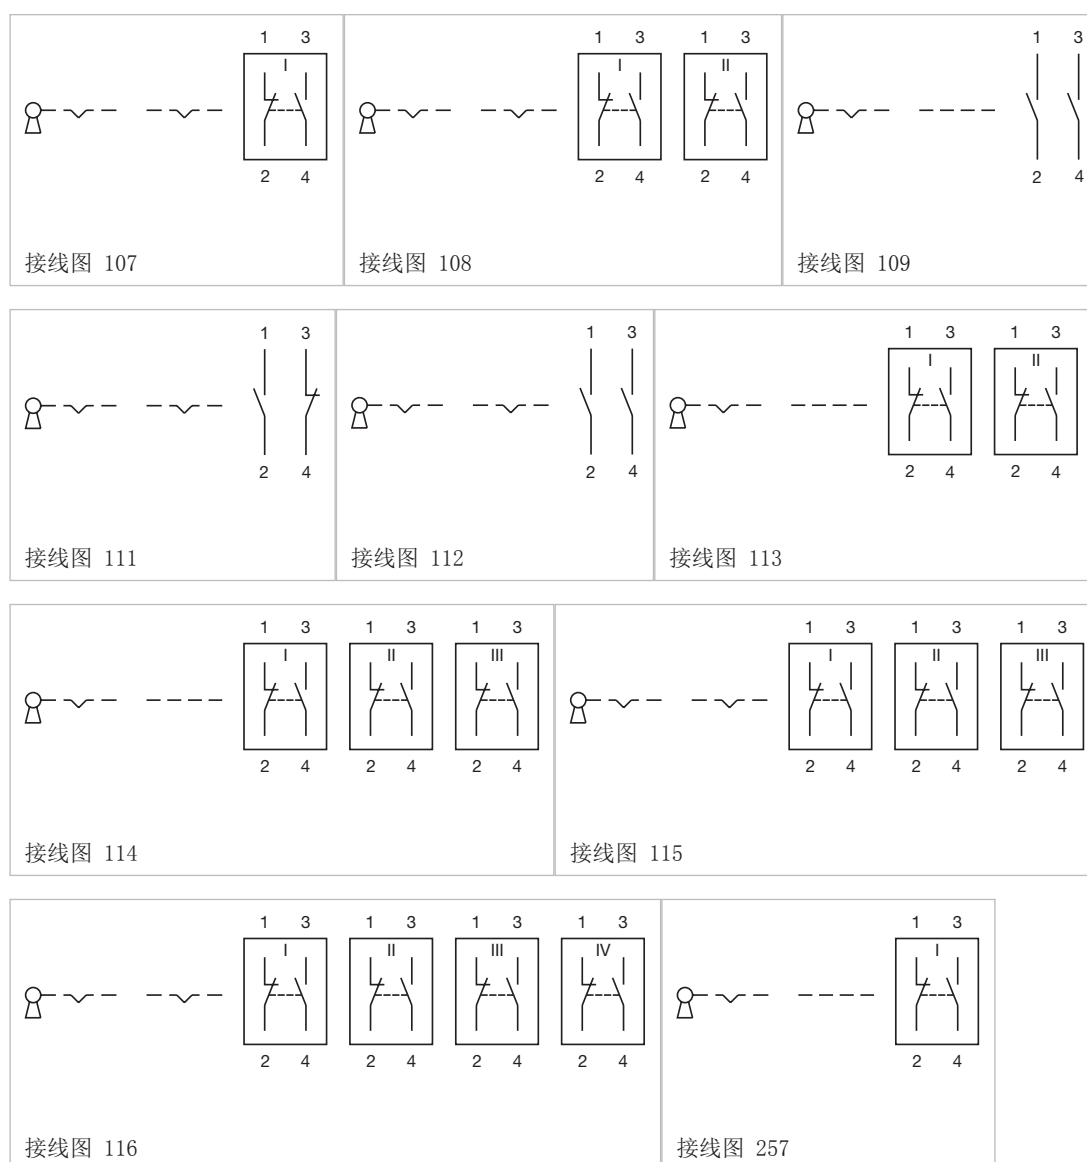 1 3 1 3 1 3 1 3
I I II
2 4 2 4 2 4 2 4
接线图 107 接线图 108 接线图 109
1 3 1 3 1 3 1 3
I II
2 4 2 4 2 4 2 4
接线图 111 接线图 112 接线图 113
1 3 1 3 1 3 1 3 1 3 1 3
I II III I II III
2 4 2 4 2 4 2 4 2 4 2 4
接线图 114 接线图 115
1 3 1 3 1 3 1 3 1 3
I II III IV I
2 4 2 4 2 4 2 4 2 4
接线图 116 接线图 257